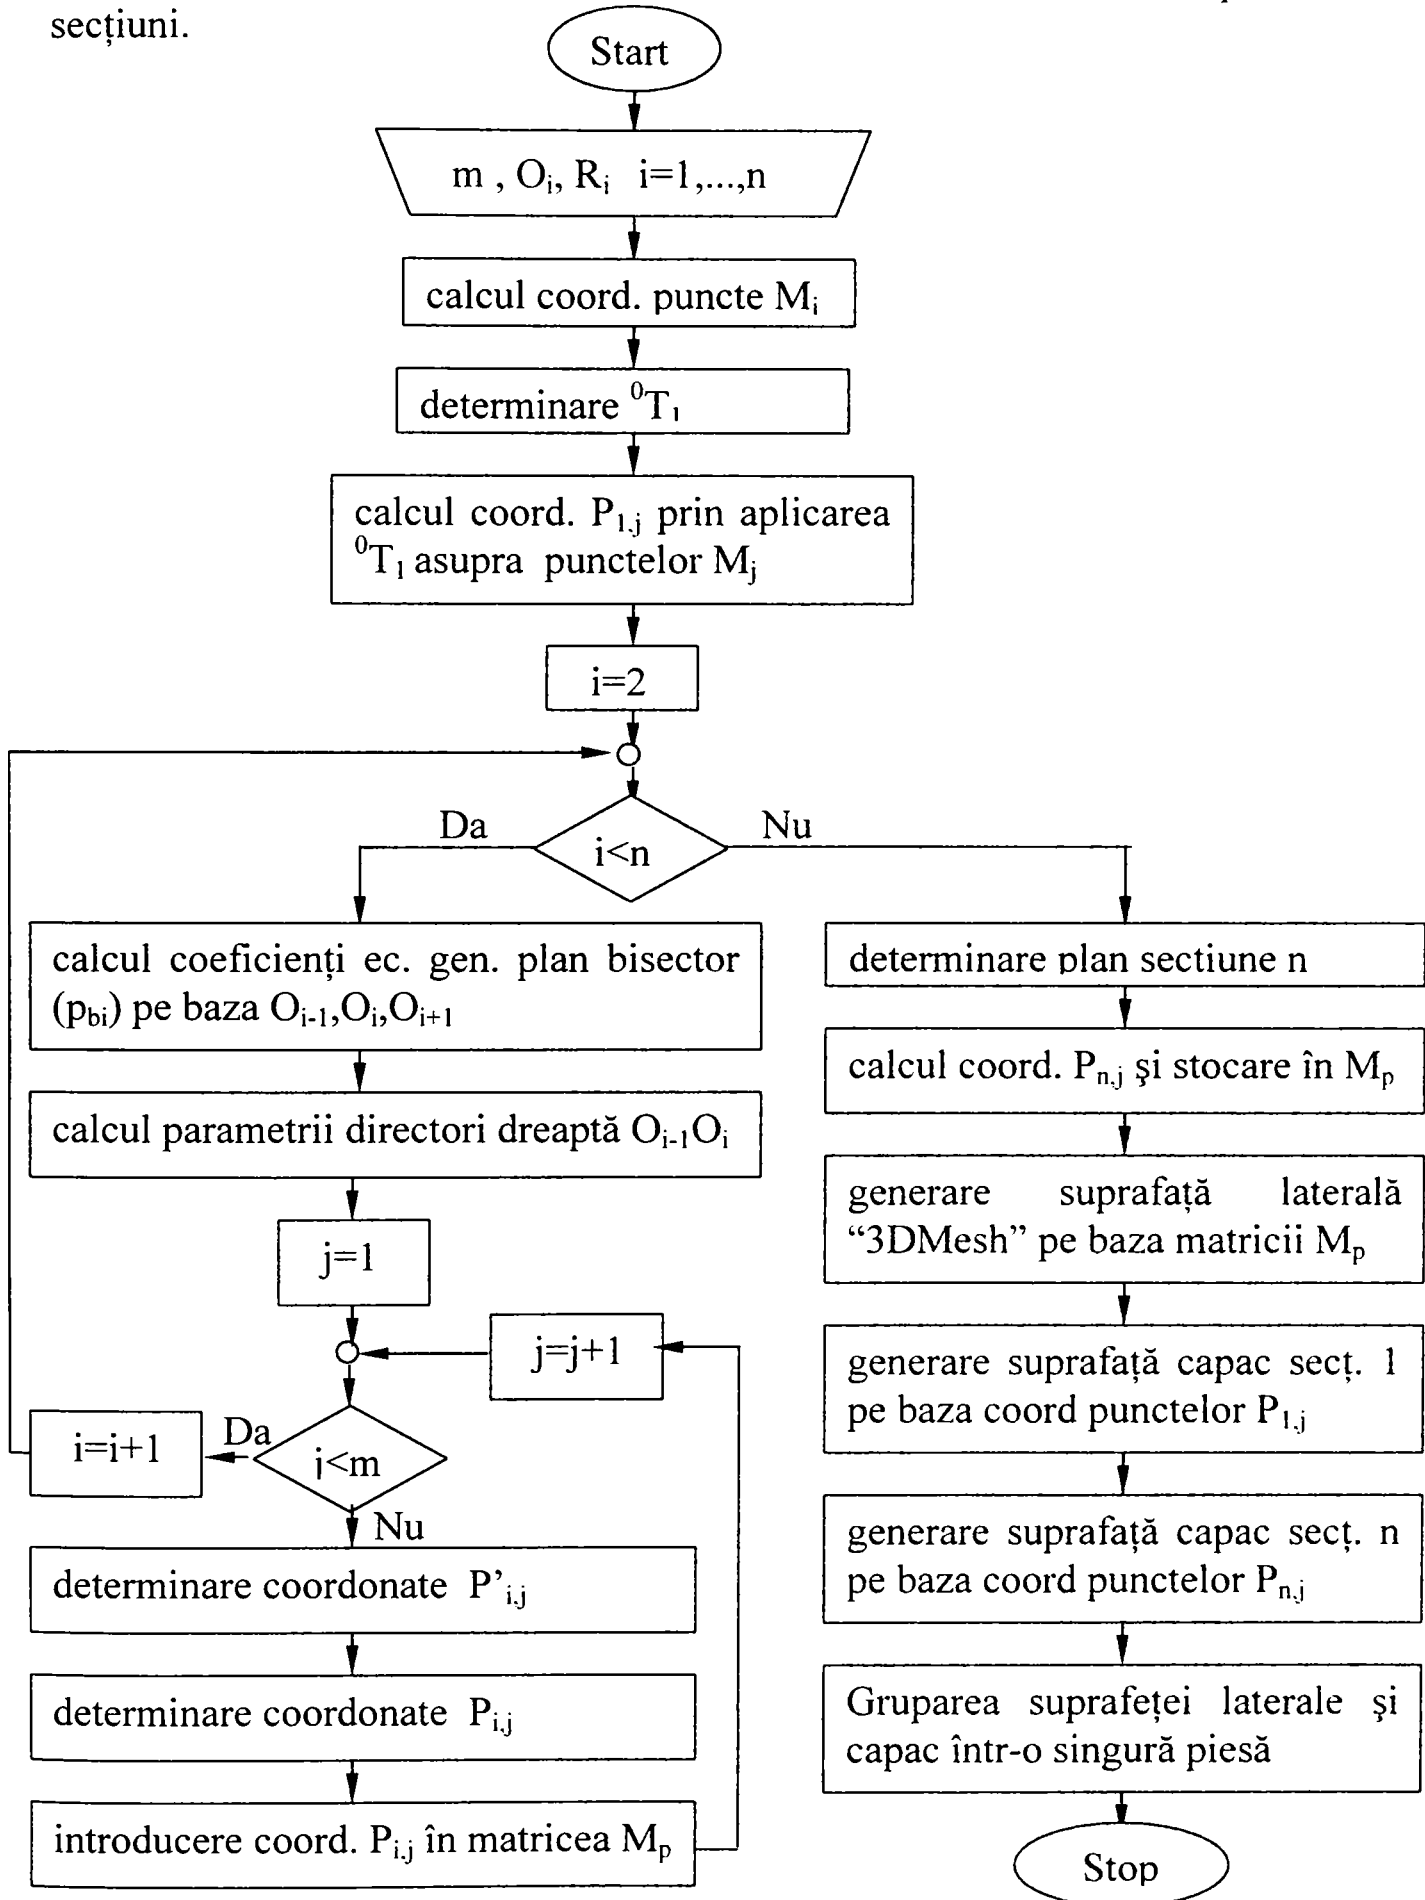 secțiuni.
Start
m , Oi, Ri i=1,...,n
calcul coord. puncte Mi
determinare ⁰T1
calcul coord. P1,j prin aplicarea
⁰T1 asupra punctelor Mj
i=2
Da
i<n
Nu
calcul coeficienți ec. gen. plan bisector
(pbi) pe baza Oi-1,Oi,Oi+1
calcul parametrii directori dreaptă Oi-1Oi
j=1
j=j+1
i=i+1
Da
j<m
Nu
determinare coordonate P’i,j
determinare coordonate Pi,j
introducere coord. Pi,j în matricea Mp
determinare plan sectiune n
calcul coord. Pn,j şi stocare în Mp
generare suprafață laterală
“3DMesh” pe baza matricii Mp
generare suprafață capac secț. 1
pe baza coord punctelor P1,j
generare suprafață capac secț. n
pe baza coord punctelor Pn,j
Gruparea suprafeței laterale şi
capac într-o singură piesă
Stop